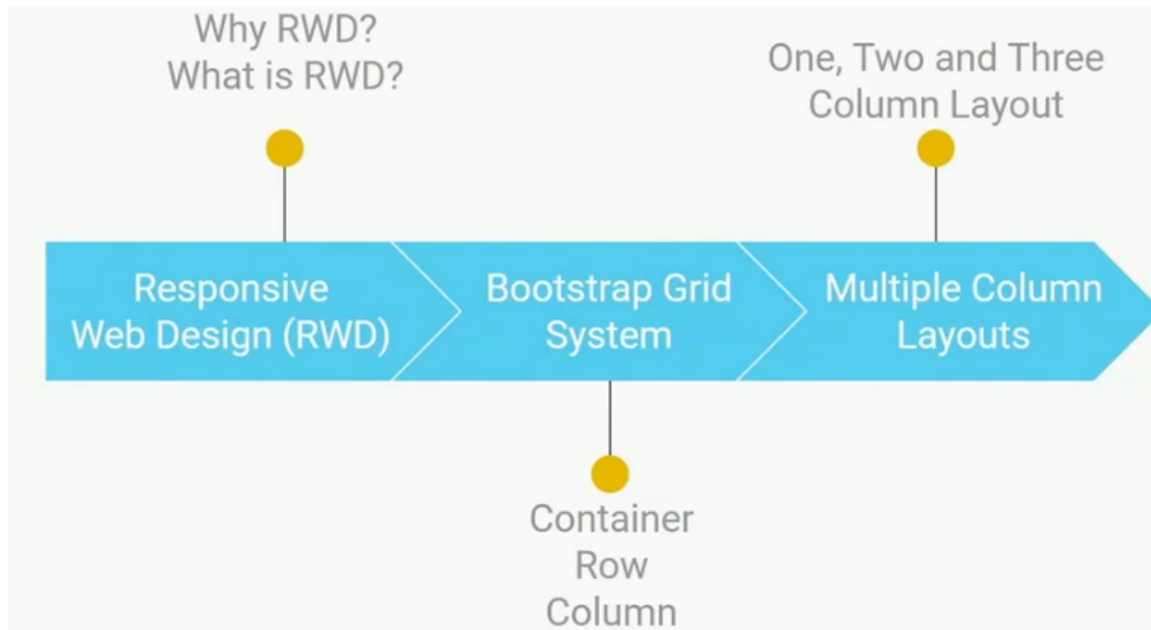 Why RWD?
What is RWD?
One, Two and Three
Column Layout
Responsive
Web Design (RWD)
Bootstrap Grid
System
Multiple Column
Layouts
Container
Row
Column